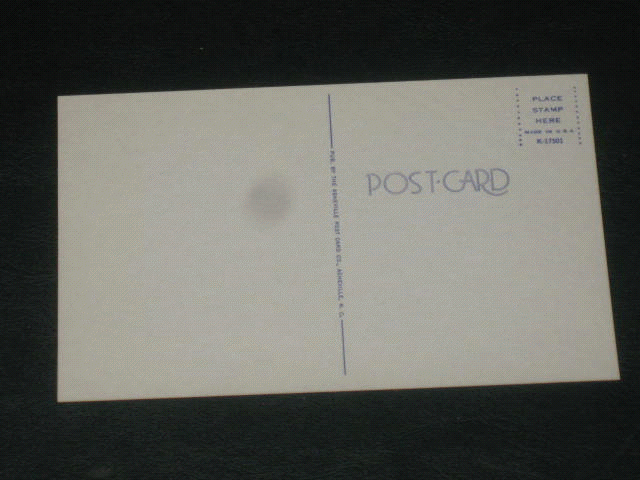 PLACE
STAMP
HERE
MADE IN U.S.A.
K-17501
POST-CARD
PUB. BY THE ASHEVILLE POST CARD CO., ASHEVILLE, N. C.